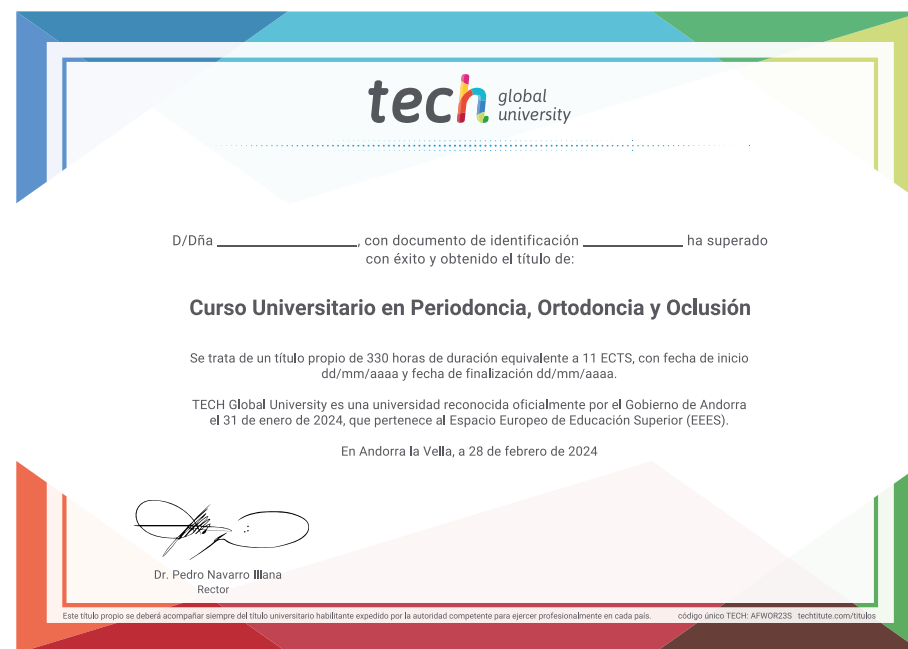 tech global university
D/Dña ____________________, con documento de identificación ______________ ha superado
con éxito y obtenido el título de:
Curso Universitario en Periodoncia, Ortodoncia y Oclusión
Se trata de un título propio de 330 horas de duración equivalente a 11 ECTS, con fecha de inicio
dd/mm/aaaa y fecha de finalización dd/mm/aaaa.
TECH Global University es una universidad reconocida oficialmente por el Gobierno de Andorra
el 31 de enero de 2024, que pertenece al Espacio Europeo de Educación Superior (EEES).
En Andorra la Vella, a 28 de febrero de 2024
Dr. Pedro Navarro Illana
Rector
Este título propio se deberá acompañar siempre del título universitario habilitante expedido por la autoridad competente para ejercer profesionalmente en cada país. código único TECH: AFWOR23S techtitute.com/titulos